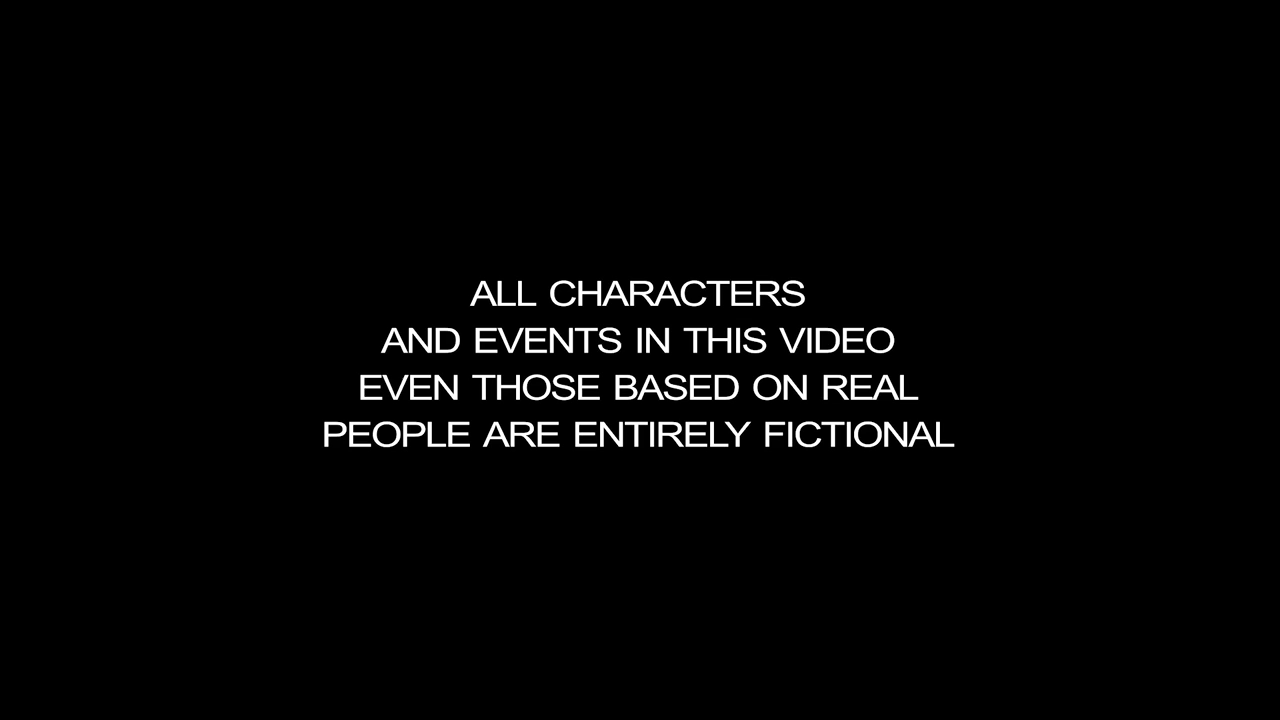 ALL CHARACTERS
AND EVENTS IN THIS VIDEO
EVEN THOSE BASED ON REAL
PEOPLE ARE ENTIRELY FICTIONAL